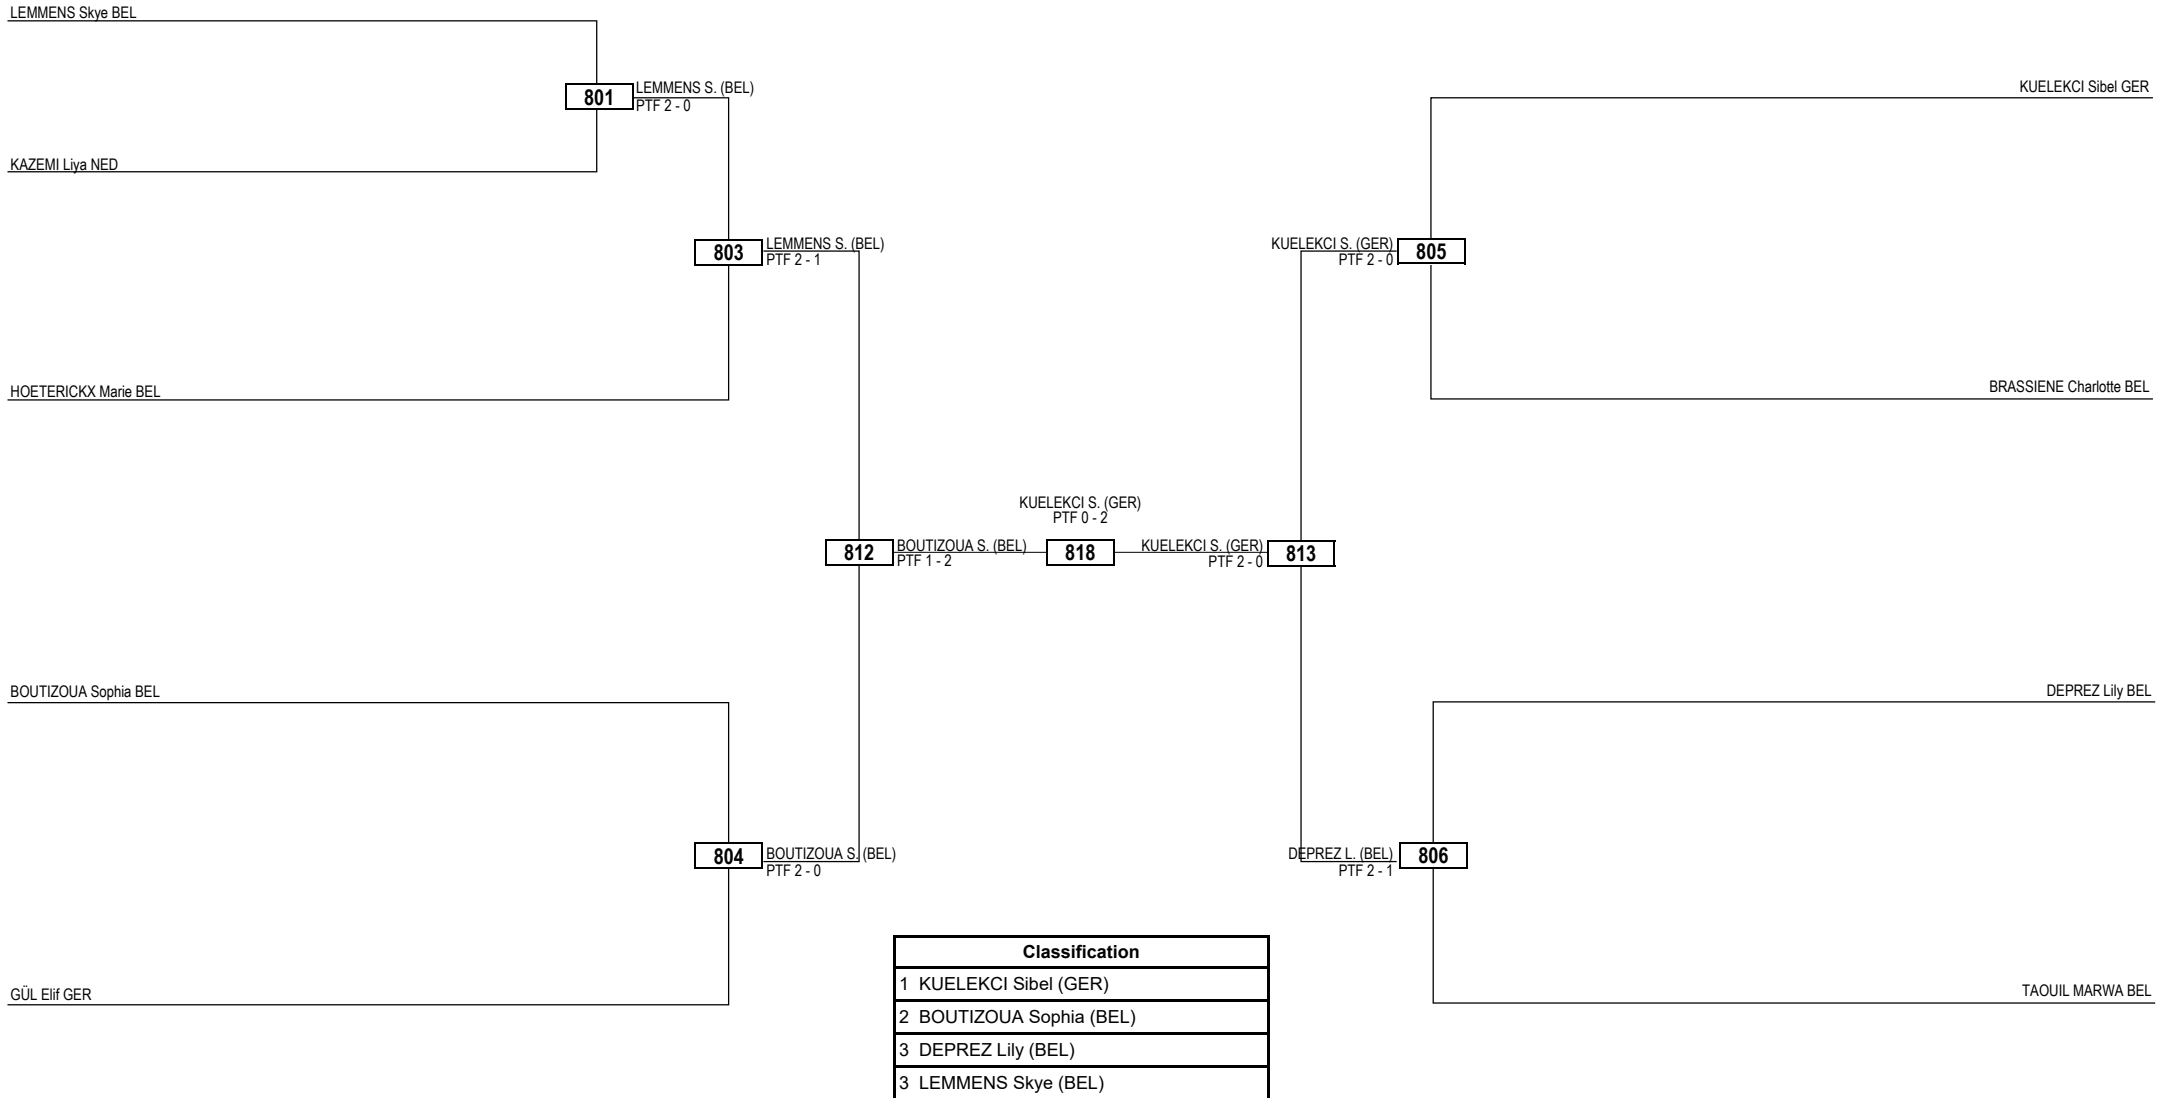 LEMMENS Skye BEL
801
LEMMENS S. (BEL)
PTF 2 - 0
KAZEMI Liya NED
803
LEMMENS S. (BEL)
PTF 2 - 1
HOETERICKX Marie BEL
812
BOUTIZOUA S. (BEL)
PTF 1 - 2
BOUTIZOUA Sophia BEL
804
BOUTIZOUA S. (BEL)
PTF 2 - 0
GÜL Elif GER
KUELEKCI S. (GER)
PTF 0 - 2
818
KUELEKCI Sibel GER
KUELEKCI S. (GER)
PTF 2 - 0
805
BRASSIENE Charlotte BEL
KUELEKCI S. (GER)
PTF 2 - 0
813
DEPREZ Lily BEL
DEPREZ L. (BEL)
PTF 2 - 1
806
TAOUIL MARWA BEL
Classification
1 KUELEKCI Sibel (GER)
2 BOUTIZOUA Sophia (BEL)
3 DEPREZ Lily (BEL)
3 LEMMENS Skye (BEL)